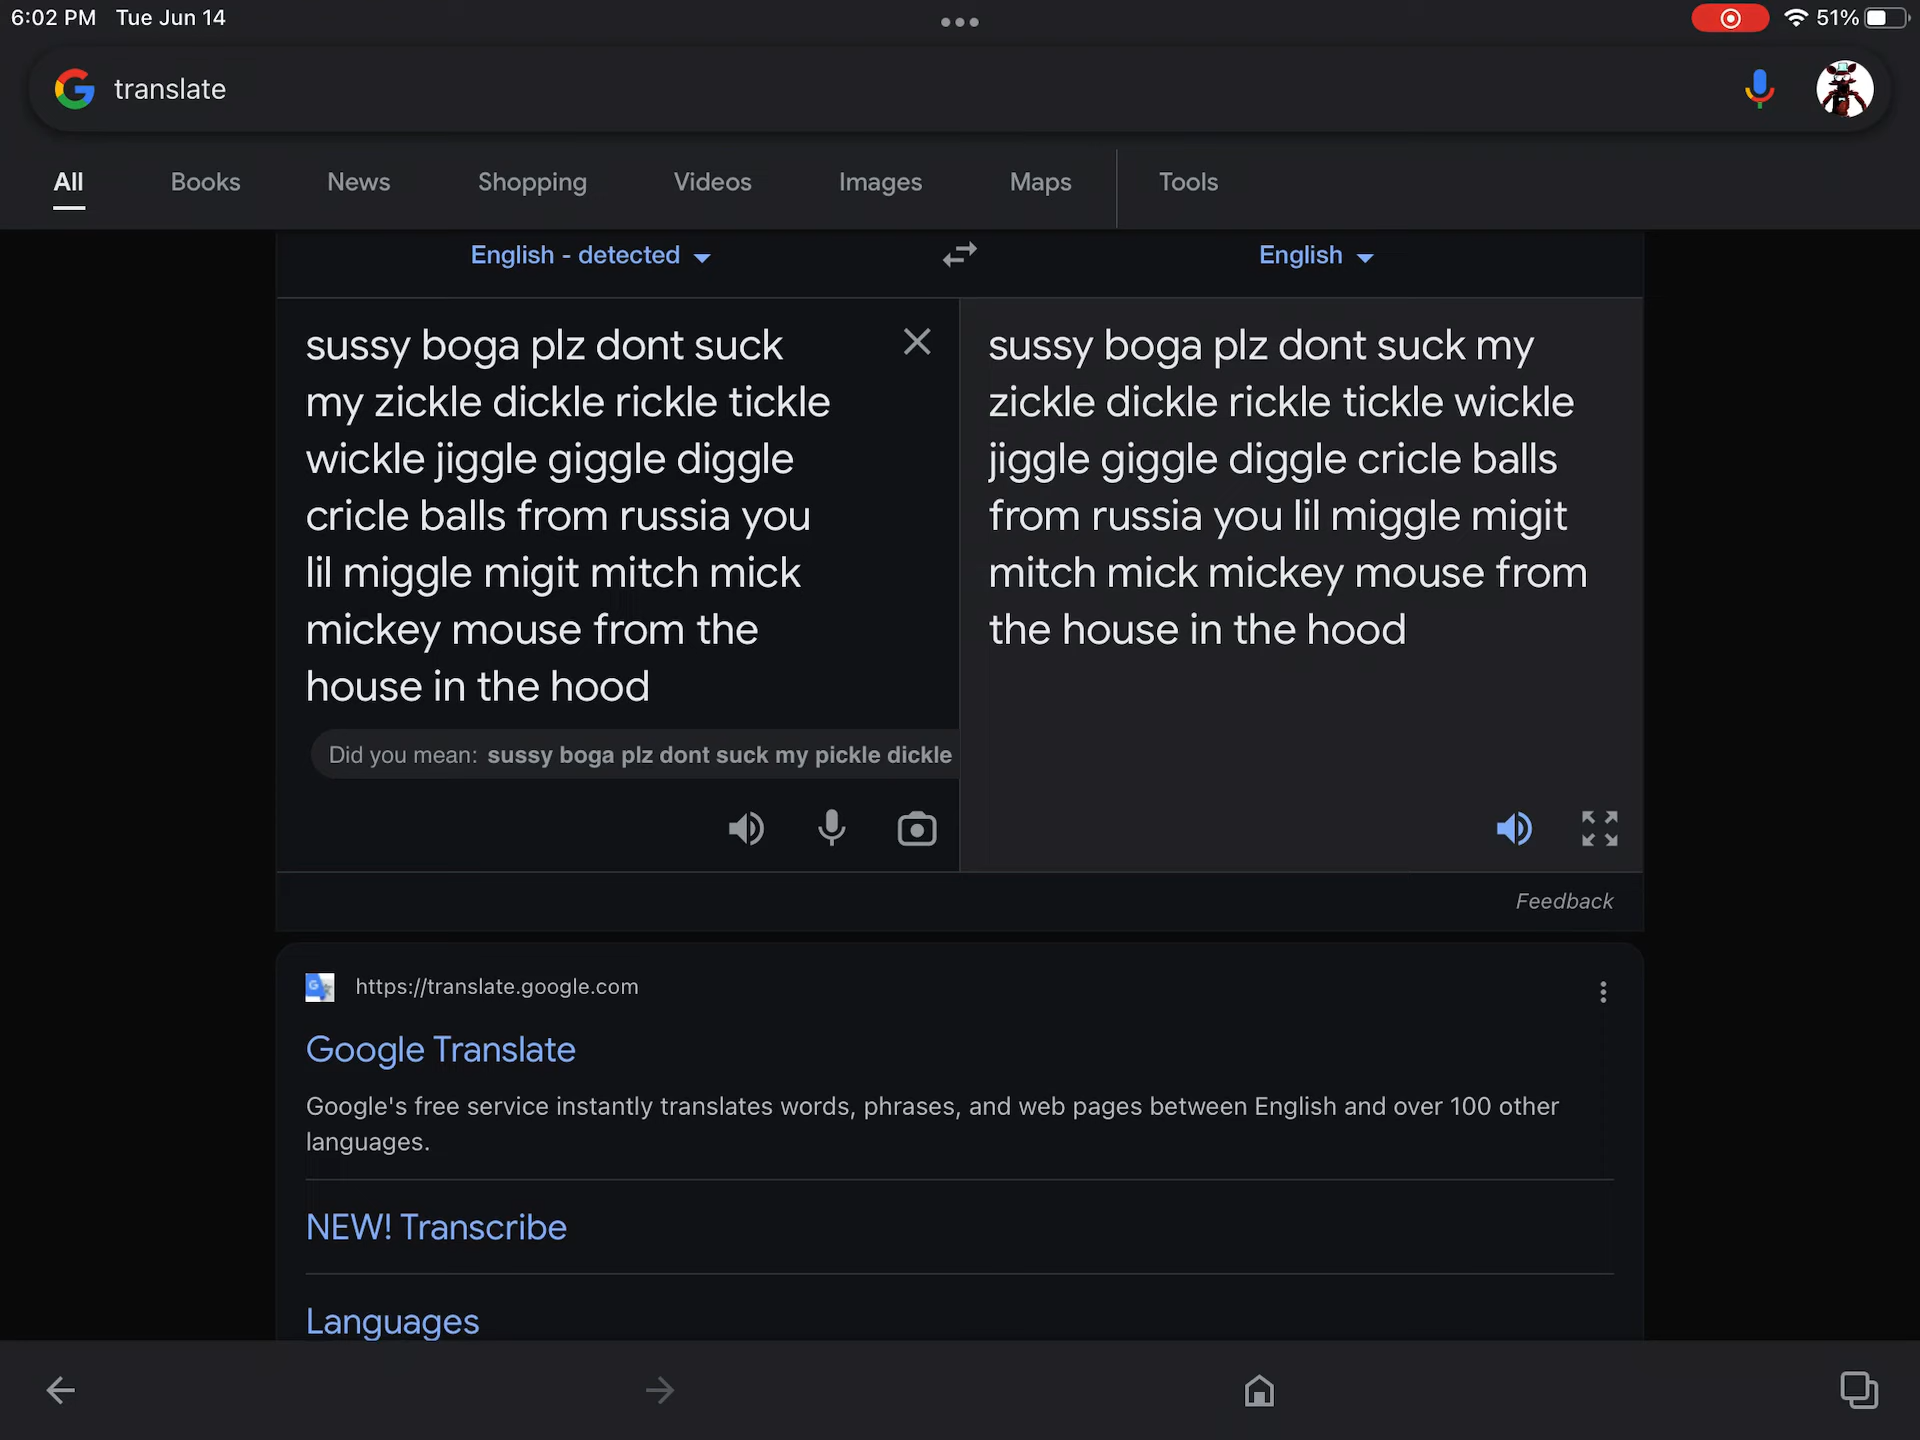 6:02 PM Tue Jun 14
51%
translate
All Books News Shopping Videos Images Maps Tools
English - detected
English
sussy boga plz dont suck
my zickle dickle rickle tickle
wickle jiggle giggle diggle
cricle balls from russia you
lil miggle migit mitch mick
mickey mouse from the
house in the hood
Did you mean: sussy boga plz dont suck my pickle dickle
sussy boga plz dont suck my
zickle dickle rickle tickle wickle
jiggle giggle diggle cricle balls
from russia you lil miggle migit
mitch mick mickey mouse from
the house in the hood
Feedback
https://translate.google.com
Google Translate
Google's free service instantly translates words, phrases, and web pages between English and over 100 other
languages.
NEW! Transcribe
Languages